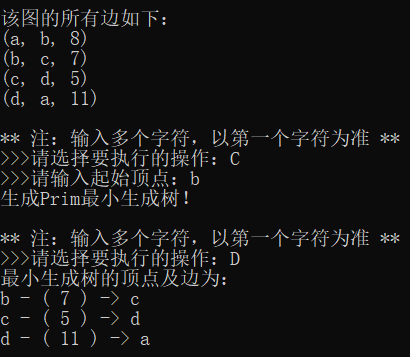 该图的所有边如下:
(a, b, 8)
(b, c, 7)
(c, d, 5)
(d, a, 11)
** 注: 输入多个字符, 以第一个字符为准 **
>>>请选择要执行的操作: C
>>>请输入起始顶点: b
生成Prim最小生成树!
** 注: 输入多个字符, 以第一个字符为准 **
>>>请选择要执行的操作: D
最小生成树的顶点及边为:
b - ( 7 ) -> c
c - ( 5 ) -> d
d - ( 11 ) -> a